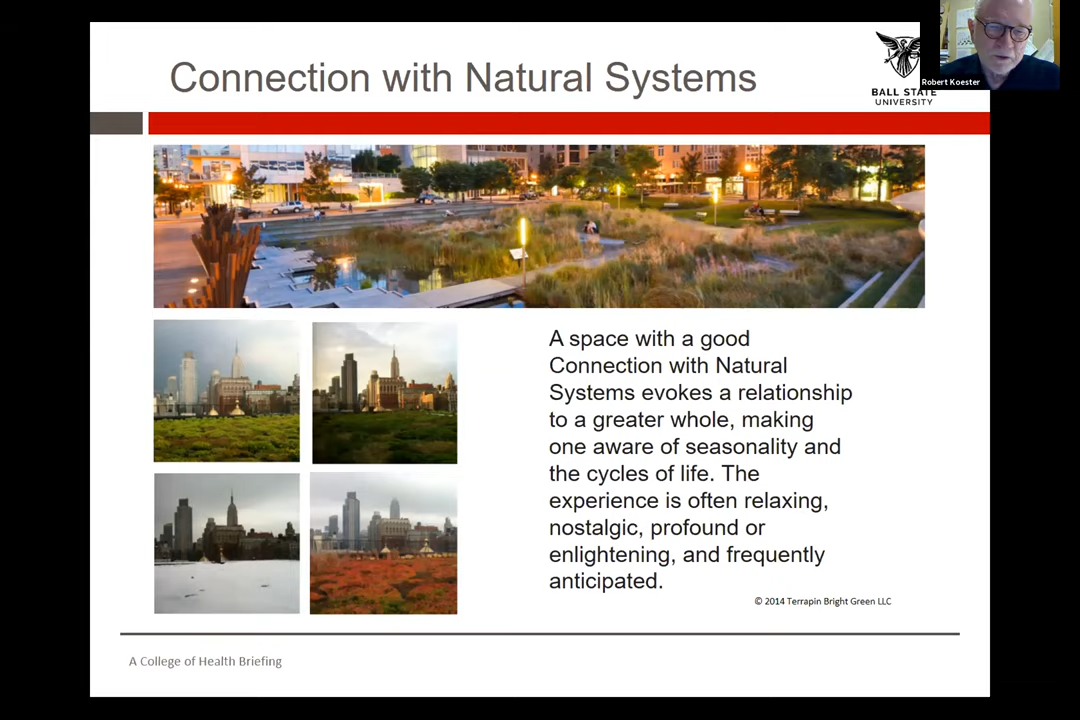 Connection with Natural Systems
BALL STATE
UNIVERSITY
Robert Koester
A space with a good
Connection with Natural
Systems evokes a relationship
to a greater whole, making
one aware of seasonality and
the cycles of life. The
experience is often relaxing,
nostalgic, profound or
enlightening, and frequently
anticipated.
© 2014 Terrapin Bright Green LLC
A College of Health Briefing